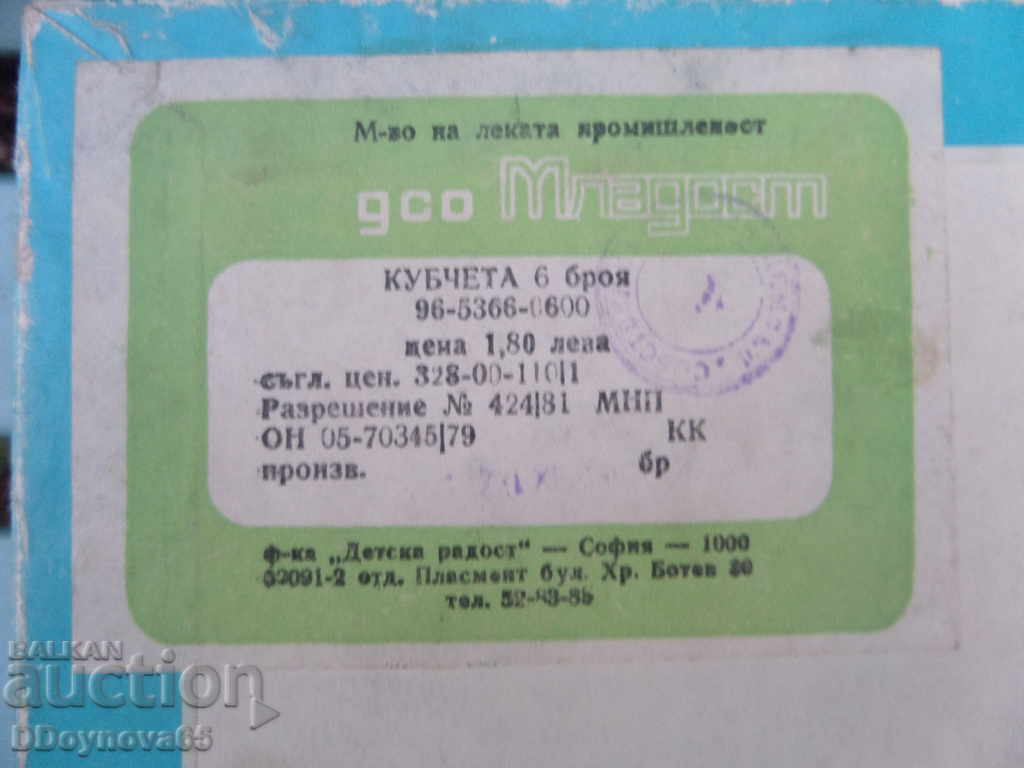 М-во на леката промишленост
дсо Младост
КУБЧЕТА 6 броя
96-5366-0600
цена 1,80 лева
съгл. цен. 328-00-110|1
Разрешение № 424|81 МНП
ОН 05-70345|79 КК
произв. бр
ф-ка „Детска радост“ — София — 1000
02091-2 отд. Пласмент бул. Хр. Ботев 80
тел. 52-83-85
BALKAN
auction
DDoynova65